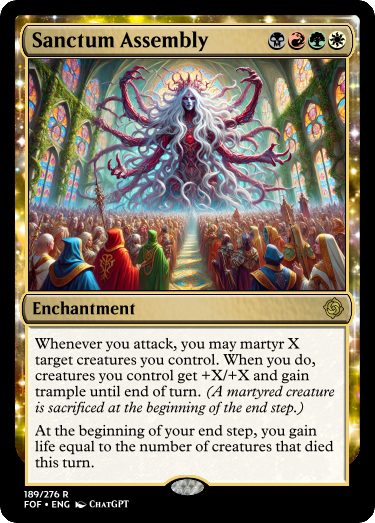 Sanctum Assembly
Enchantment
Whenever you attack, you may martyr X
target creatures you control. When you do,
creatures you control get +X/+X and gain
trample until end of turn. (A martyred creature
is sacrificed at the beginning of the end step.)
At the beginning of your end step, you gain
life equal to the number of creatures that died
this turn.
189/276 R
FOF • ENG ChatGPT